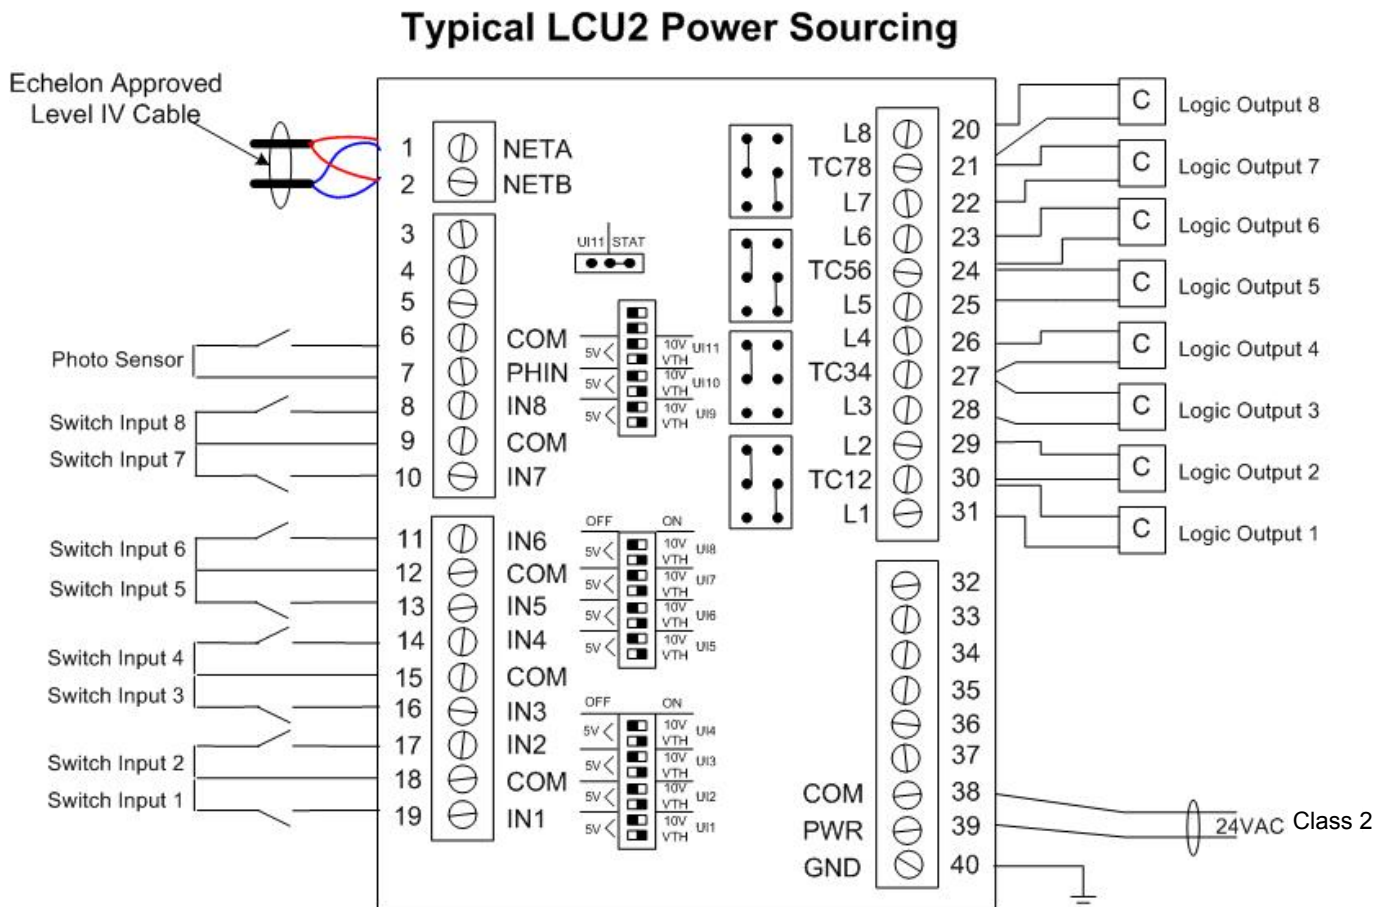 Typical LCU2 Power Sourcing
Echelon Approved
Level IV Cable
1 NETA
2 NETB
3
4
5
6 COM
7 PHIN
8 IN8
9 COM
10 IN7
11 IN6
12 COM
13 IN5
14 IN4
15 COM
16 IN3
17 IN2
18 COM
19 IN1
Photo Sensor
Switch Input 8
Switch Input 7
Switch Input 6
Switch Input 5
Switch Input 4
Switch Input 3
Switch Input 2
Switch Input 1
UI11 STAT
5V 10V UI11
VTH
5V 10V UI10
VTH
5V 10V UI9
VTH
OFF ON
5V 10V UI8
VTH
5V 10V UI7
VTH
5V 10V UI6
VTH
5V 10V UI5
VTH
OFF ON
5V 10V UI4
VTH
5V 10V UI3
VTH
5V 10V UI2
VTH
5V 10V UI1
VTH
L8 20
TC78 21
L7 22
L6 23
TC56 24
L5 25
L4 26
TC34 27
L3 28
L2 29
TC12 30
L1 31
32
33
34
35
36
37
COM 38
PWR 39
GND 40
C Logic Output 8
C Logic Output 7
C Logic Output 6
C Logic Output 5
C Logic Output 4
C Logic Output 3
C Logic Output 2
C Logic Output 1
24VAC Class 2